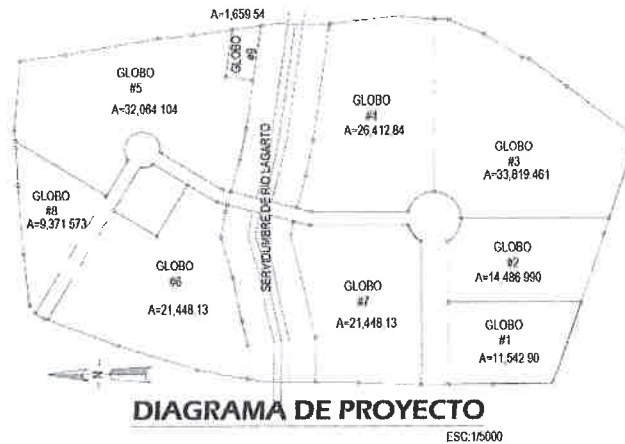 A=1,659 54
GLOBO
#9
GLOBO
#5
A=32,064 104
GLOBO
#4
A=26,412.84
GLOBO
#3
A=33,819.461
GLOBO
#8
A=9,371 573
SERVIDUMBRE DE RIO LAGARTO
GLOBO
#2
A=14 486 990
GLOBO
#6
A=21,448.13
GLOBO
#7
A=21,448.13
GLOBO
#1
A=11,542 90
N
DIAGRAMA DE PROYECTO
ESC:1/5000